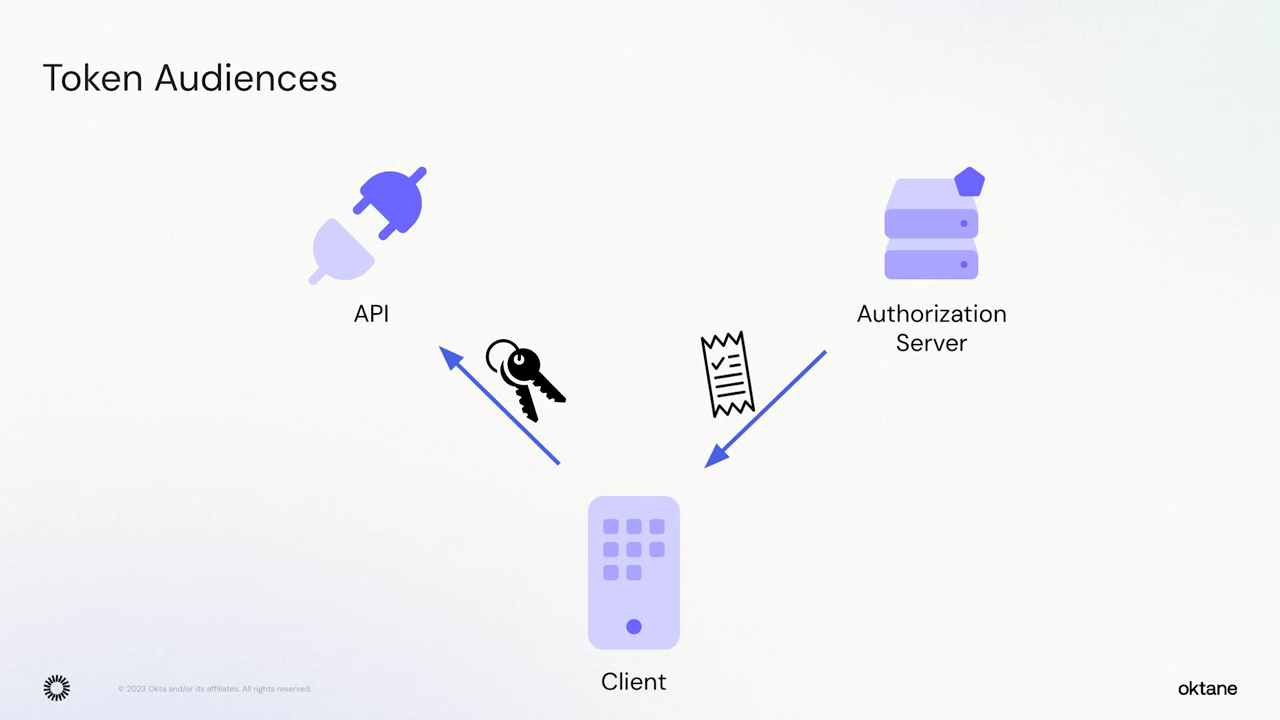 Token Audiences
API
Authorization
Server
Client
© 2023 Okta and/or its affiliates. All rights reserved.
oktane